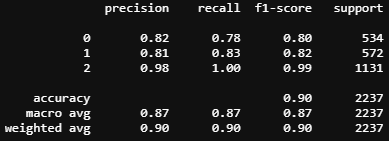 precision recall f1-score support
0 0.82 0.78 0.80 534
1 0.81 0.83 0.82 572
2 0.98 1.00 0.99 1131
accuracy 0.90 2237
macro avg 0.87 0.87 0.87 2237
weighted avg 0.90 0.90 0.90 2237